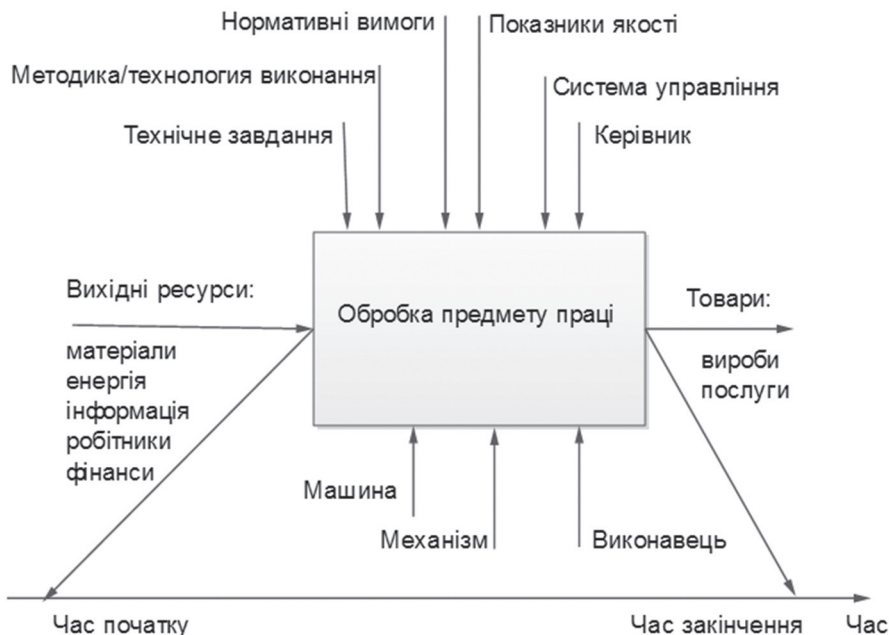 Нормативні вимоги
Показники якості
Методика/технология виконання
Система управління
Технічне завдання
Керівник
Вихідні ресурси:
Обробка предмету праці
Товари:
матеріали
енергія
інформація
робітники
фінанси
вироби
послуги
Машина
Механізм
Виконавець
Час початку
Час закінчення
Час